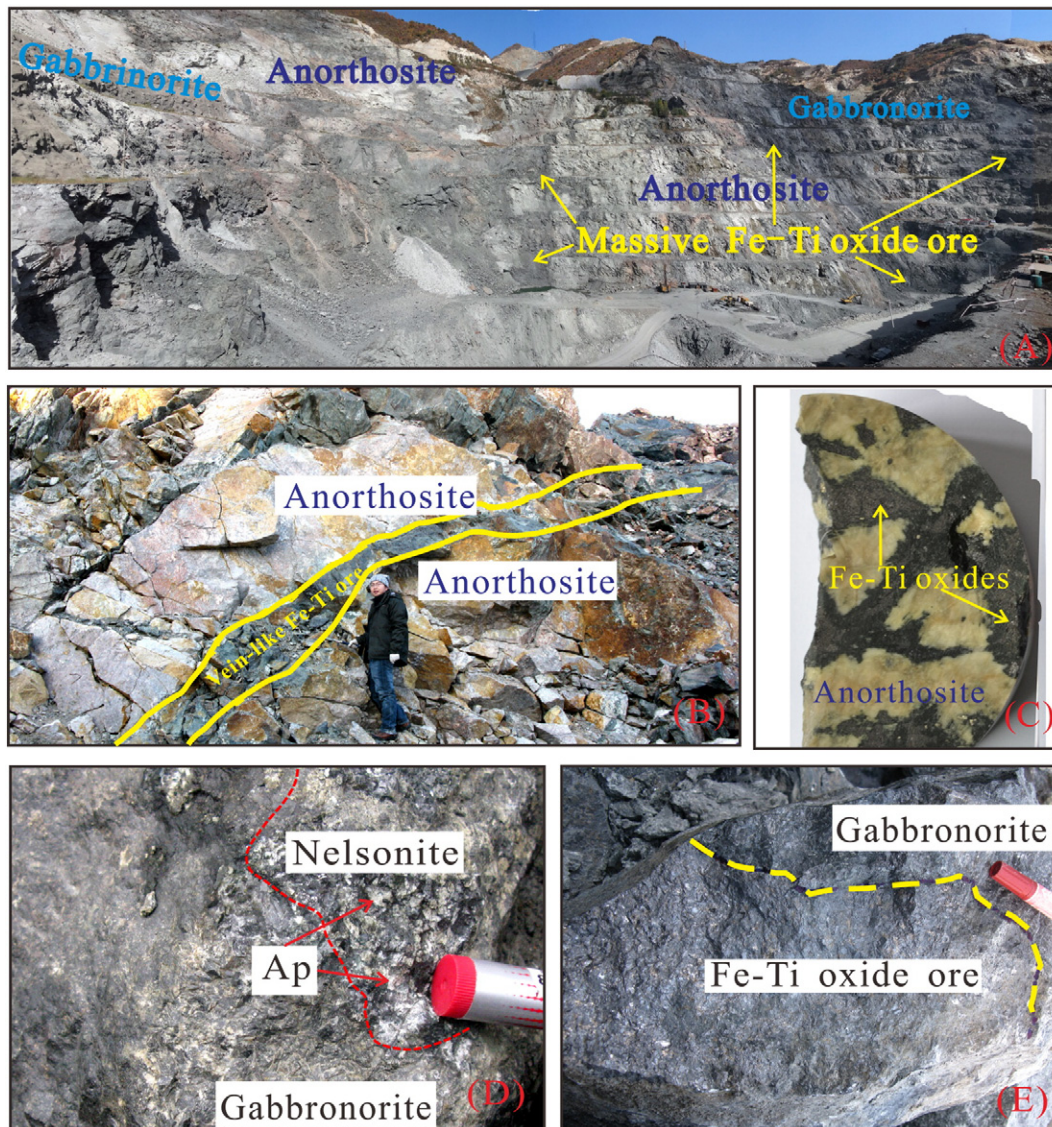 Gabbrinorite
Anorthosite
Gabbronorite
Anorthosite
Massive Fe-Ti oxide ore
(A)
Anorthosite
Anorthosite
Vein-like Fe-Ti ore
(B)
Fe-Ti oxides
Anorthosite
(C)
Nelsonite
Ap
Gabbronorite
(D)
Gabbronorite
Fe-Ti oxide ore
(E)